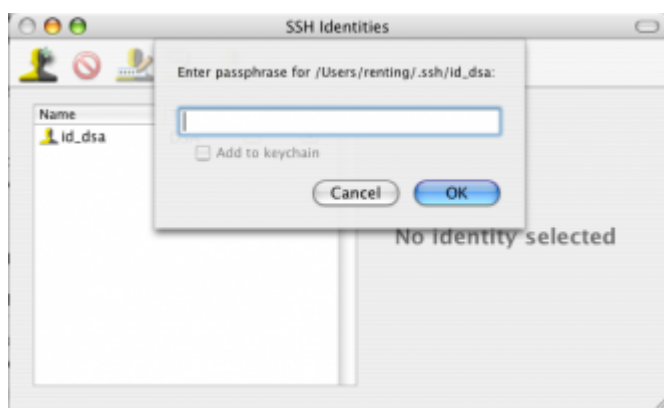 SSH Identities
Enter passphrase for /Users/renting/.ssh/id_dsa:
Name
id_dsa
Add to keychain
Cancel OK
No identity selected